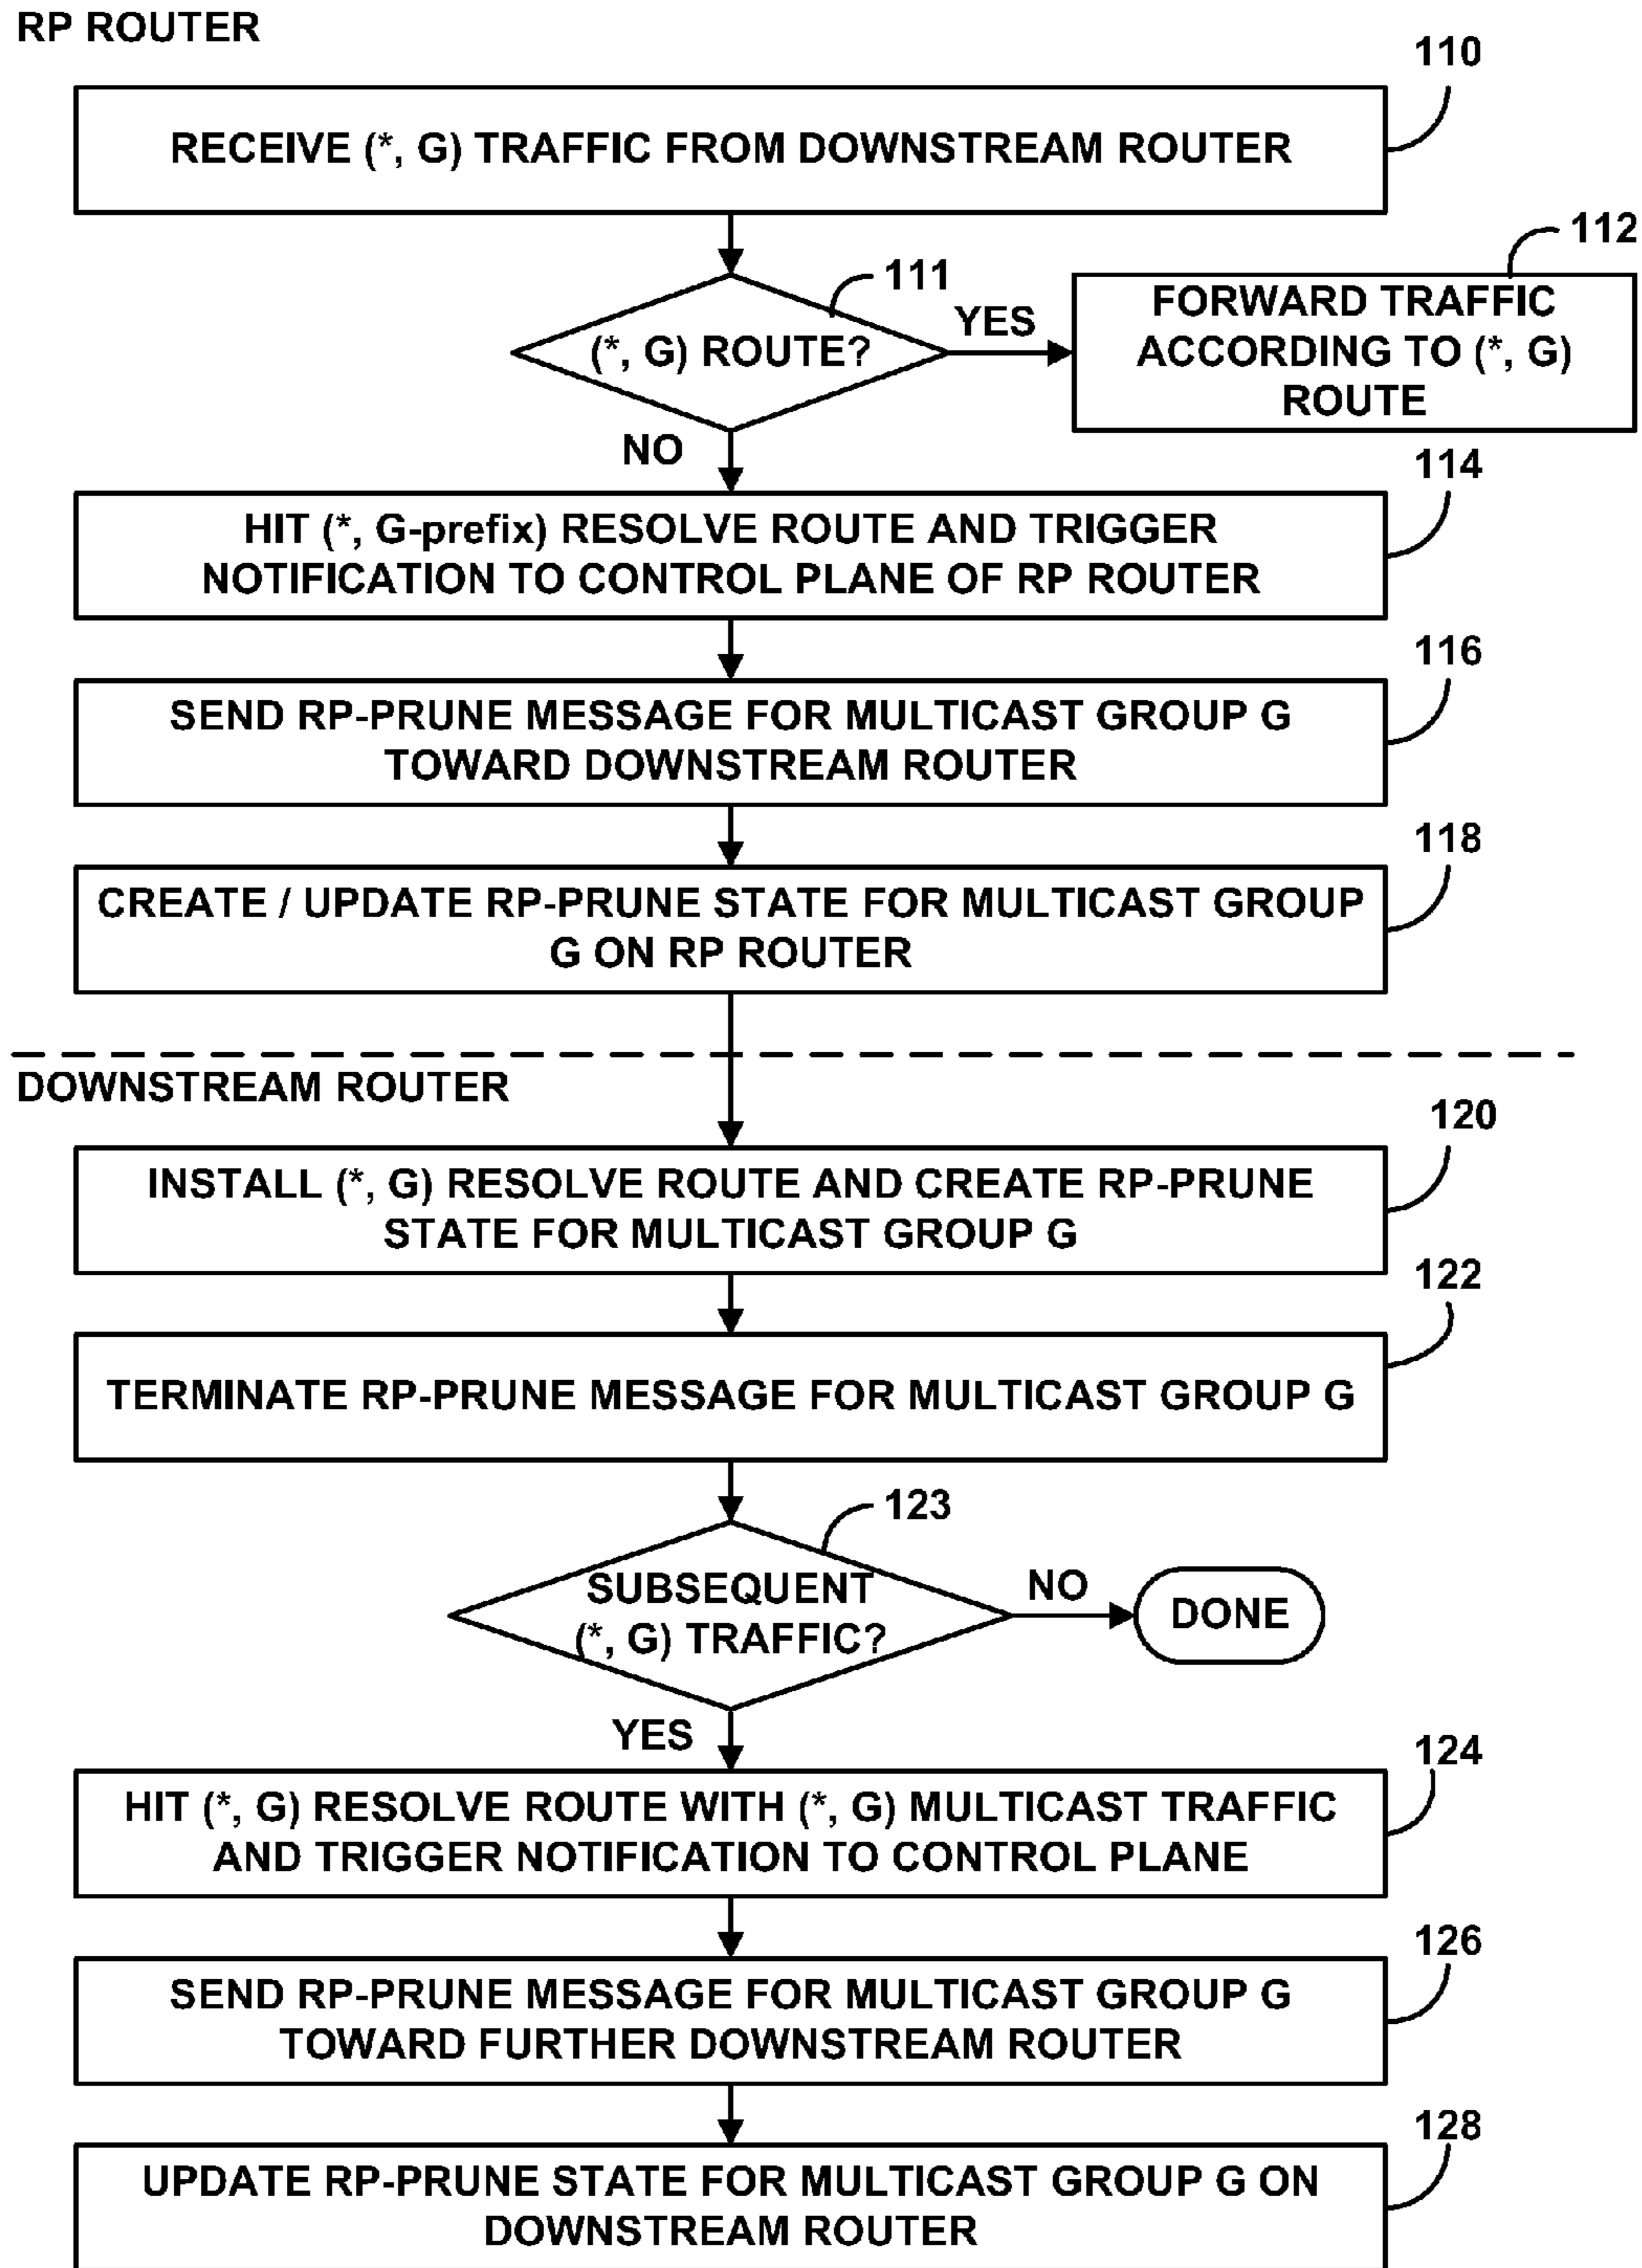 RP ROUTER
110
RECEIVE (*, G) TRAFFIC FROM DOWNSTREAM ROUTER
112
111
(*, G) ROUTE?
YES
FORWARD TRAFFIC
ACCORDING TO (*, G)
ROUTE
NO
114
HIT (*, G-prefix) RESOLVE ROUTE AND TRIGGER
NOTIFICATION TO CONTROL PLANE OF RP ROUTER
116
SEND RP-PRUNE MESSAGE FOR MULTICAST GROUP G
TOWARD DOWNSTREAM ROUTER
118
CREATE / UPDATE RP-PRUNE STATE FOR MULTICAST GROUP
G ON RP ROUTER
DOWNSTREAM ROUTER
120
INSTALL (*, G) RESOLVE ROUTE AND CREATE RP-PRUNE
STATE FOR MULTICAST GROUP G
122
TERMINATE RP-PRUNE MESSAGE FOR MULTICAST GROUP G
123
SUBSEQUENT
(*, G) TRAFFIC?
NO
DONE
YES
124
HIT (*, G) RESOLVE ROUTE WITH (*, G) MULTICAST TRAFFIC
AND TRIGGER NOTIFICATION TO CONTROL PLANE
126
SEND RP-PRUNE MESSAGE FOR MULTICAST GROUP G
TOWARD FURTHER DOWNSTREAM ROUTER
128
UPDATE RP-PRUNE STATE FOR MULTICAST GROUP G ON
DOWNSTREAM ROUTER